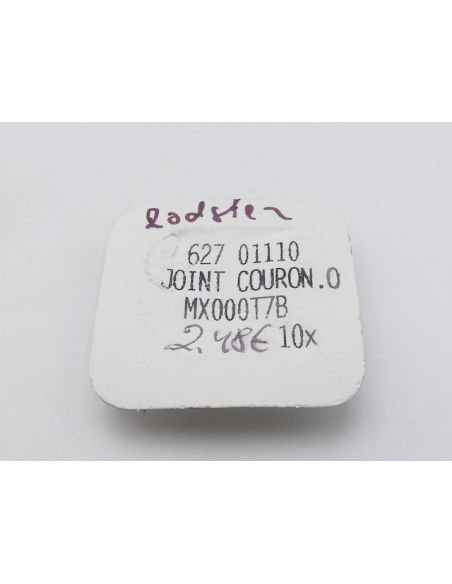 Rodster
627 01110
JOINT COURON.O
MX000T7B
2.48€ 10x